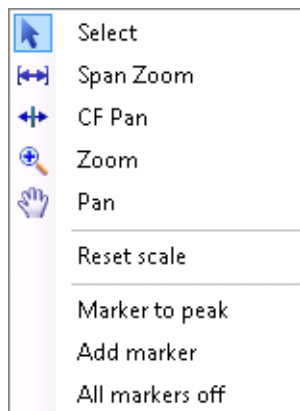 Select
Span Zoom
CF Pan
Zoom
Pan
Reset scale
Marker to peak
Add marker
All markers off